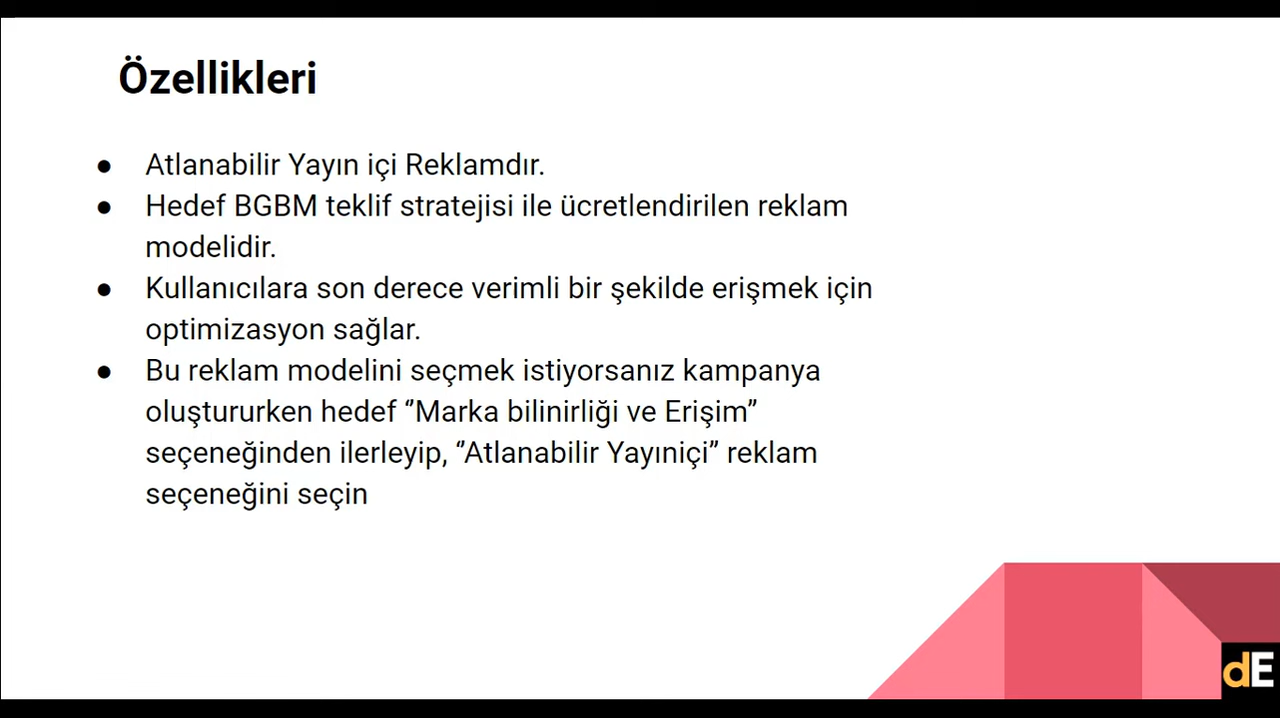 Özellikleri
● Atlanabilir Yayın içi Reklamdır.
● Hedef BGBM teklif stratejisi ile ücretlendirilen reklam
modelidir.
● Kullanıcılara son derece verimli bir şekilde erişmek için
optimizasyon sağlar.
● Bu reklam modelini seçmek istiyorsanız kampanya
oluştururken hedef “Marka bilinirliği ve Erişim”
seçeneğinden ilerleyip, “Atlanabilir Yayıniçi” reklam
seçeneğini seçin
dE